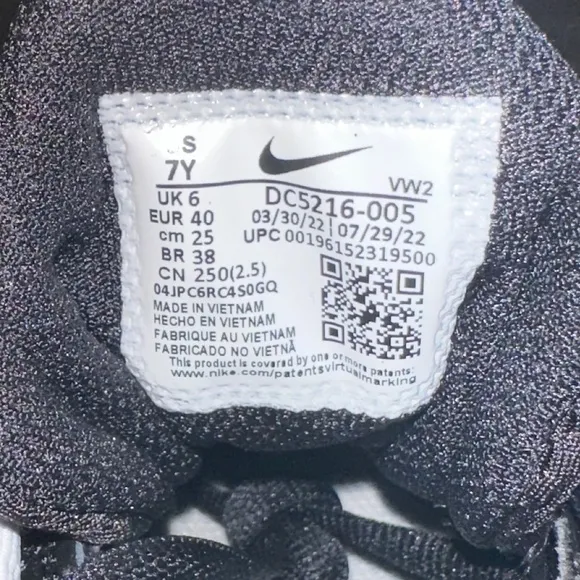 US
7Y
VW2
UK 6
DC5216-005
EUR 40
03/30/22 | 07/29/22
cm 25
UPC 00196152319500
BR 38
CN 250(2.5)
04JPC6RC4S0GQ
MADE IN VIETNAM
HECHO EN VIETNAM
FABRIQUE AU VIETNAM
FABRICADO NO VIETNÃ
This product is covered by one or more patents:
www.nike.com/patentsvirtualmarking